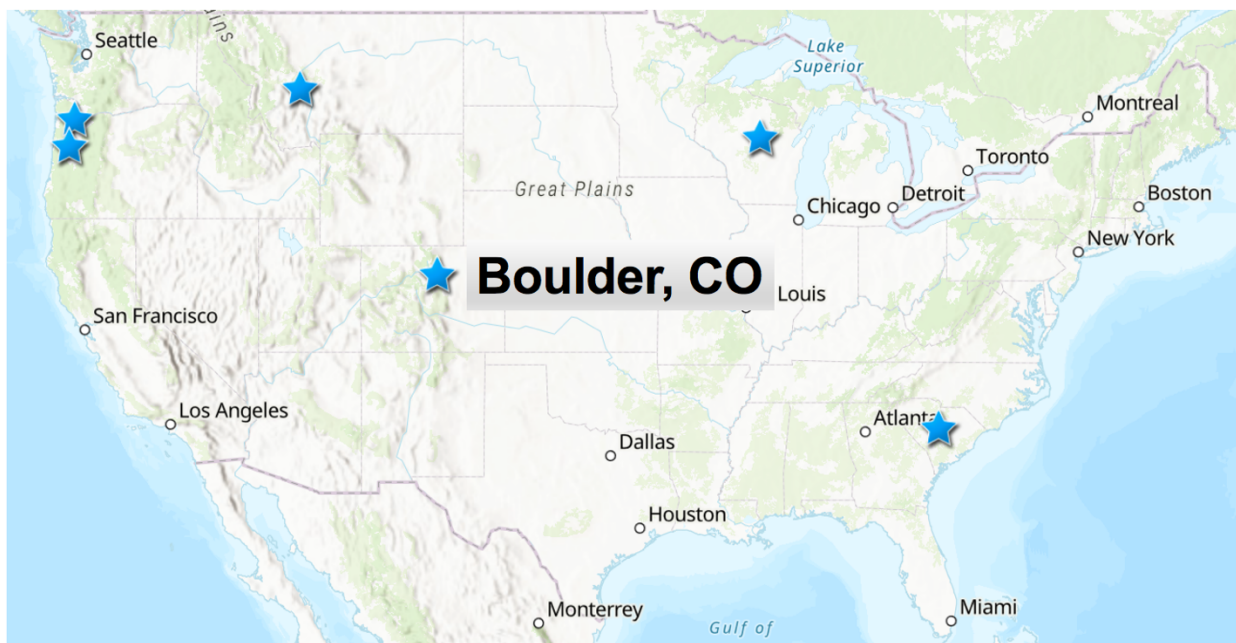 ins
Seattle
Lake
Superior
Montreal
Toronto
Great Plains
Chicago
Detroit
Boston
New York
Boulder, CO
Louis
San Francisco
Los Angeles
Atlanta
Dallas
Houston
Monterrey
Miami
Gulf of